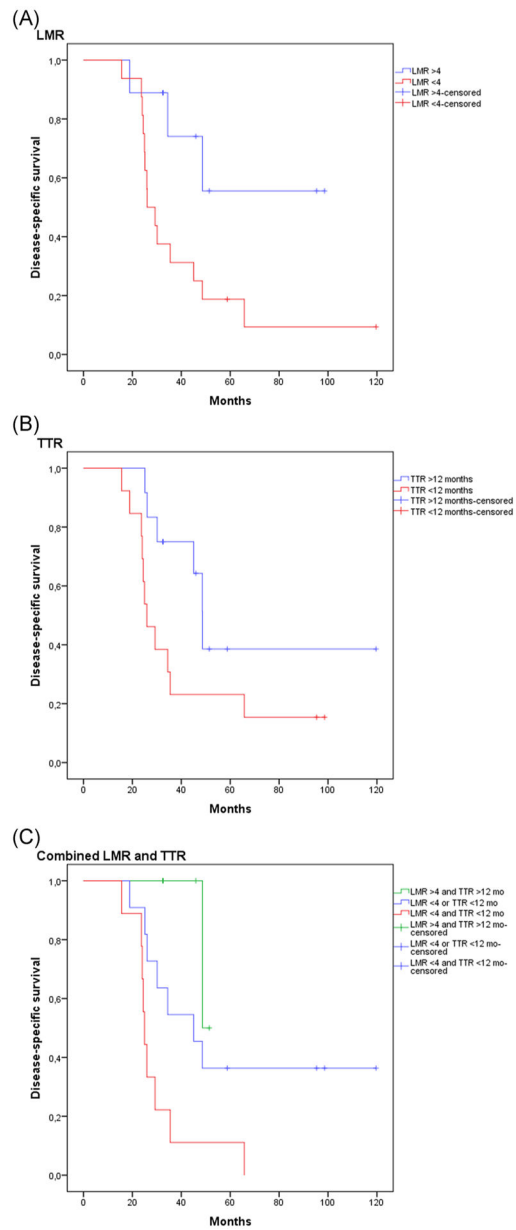 (A)
LMR
1,0
0,8
0,6
0,4
0,2
0,0
Disease-specific survival
0 20 40 60 80 100 120
Months
LMR >4
LMR <4
LMR >4-censored
LMR <4-censored
(B)
TTR
1,0
0,8
0,6
0,4
0,2
0,0
Disease-specific survival
0 20 40 60 80 100 120
Months
TTR >12 months
TTR <12 months
TTR >12 months-censored
TTR <12 months-censored
(C)
Combined LMR and TTR
1,0
0,8
0,6
0,4
0,2
0,0
Disease-specific survival
0 20 40 60 80 100 120
Months
LMR >4 and TTR >12 mo
LMR <4 or TTR <12 mo
LMR <4 and TTR <12 mo
LMR >4 and TTR >12 mo-
censored
LMR <4 or TTR <12 mo-
censored
LMR <4 and TTR <12 mo-
censored